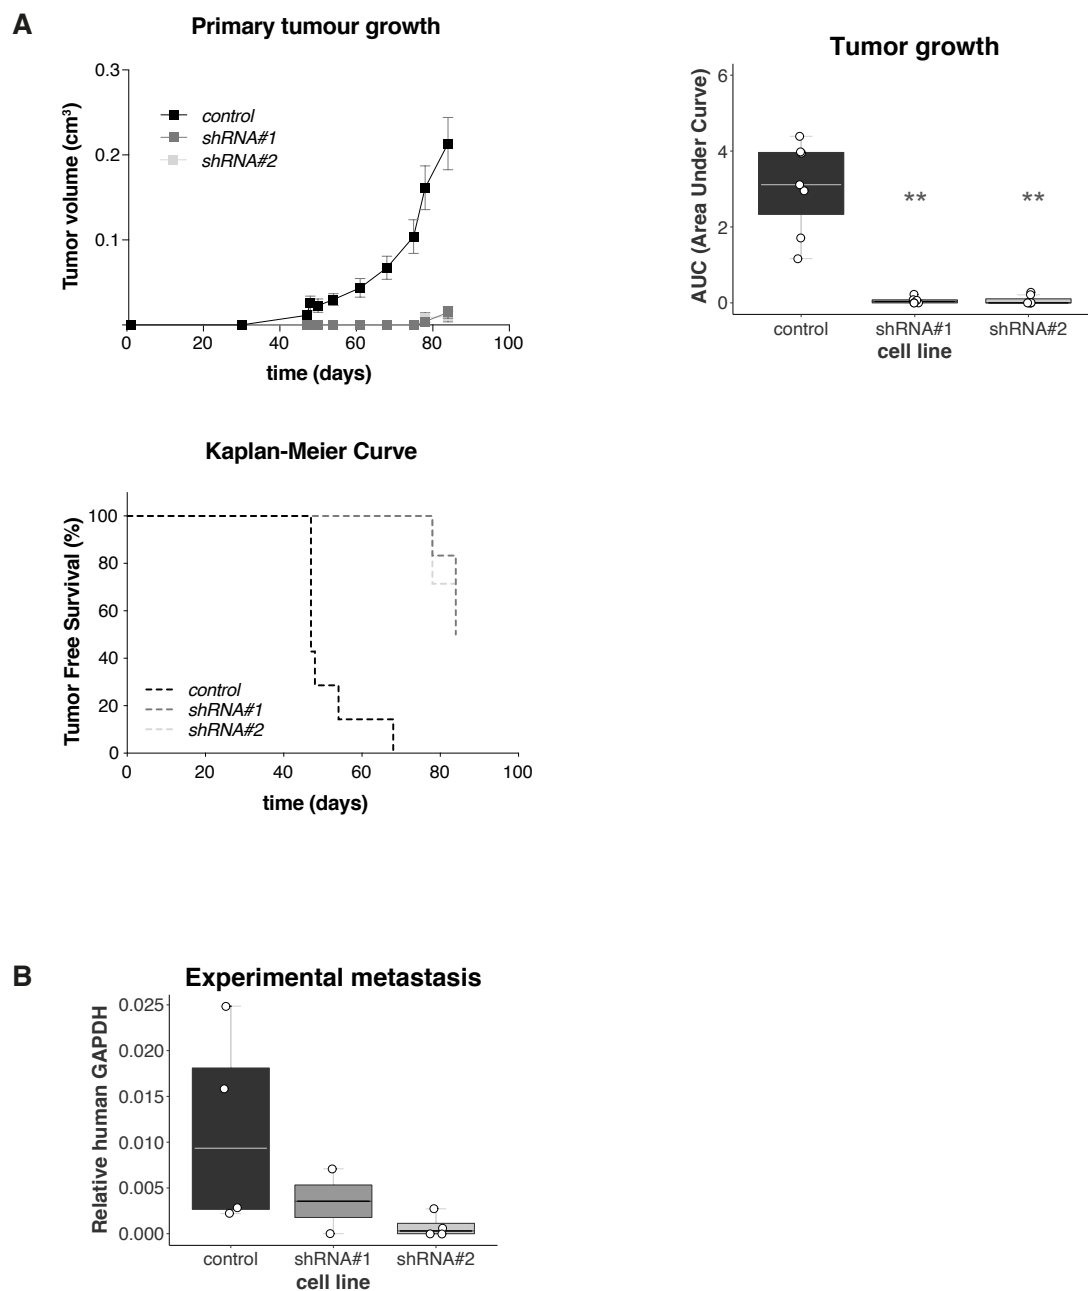 A
Primary tumour growth
Tumor volume (cm³)
0.3
0.2
0.1
control
shRNA#1
shRNA#2
0 20 40 60 80 100
time (days)
Tumor growth
AUC (Area Under Curve)
6
4
2
0
** **
control shRNA#1 shRNA#2
cell line
Kaplan-Meier Curve
Tumor Free Survival (%)
100
80
60
40
20
0
control
shRNA#1
shRNA#2
0 20 40 60 80 100
time (days)
B
Experimental metastasis
Relative human GAPDH
0.025
0.020
0.015
0.010
0.005
0.000
control shRNA#1 shRNA#2
cell line